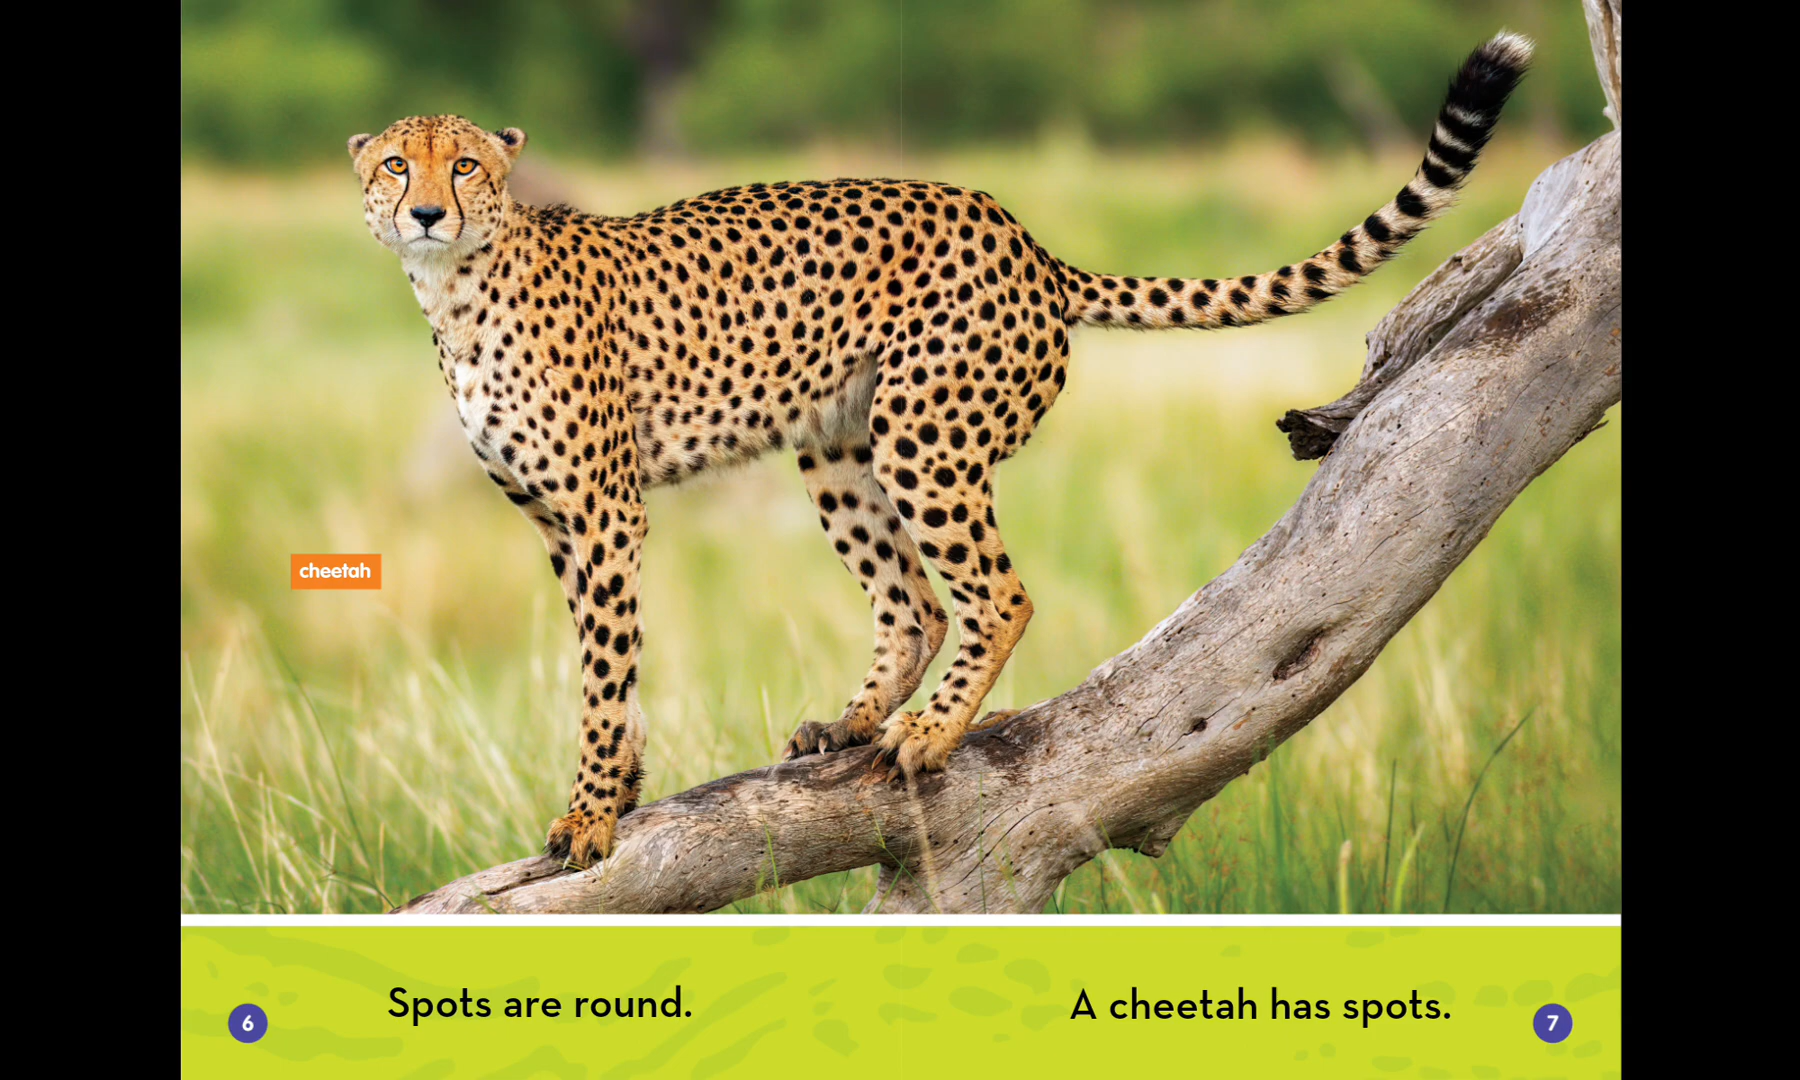 cheetah
Spots are round.
A cheetah has spots.
6
7